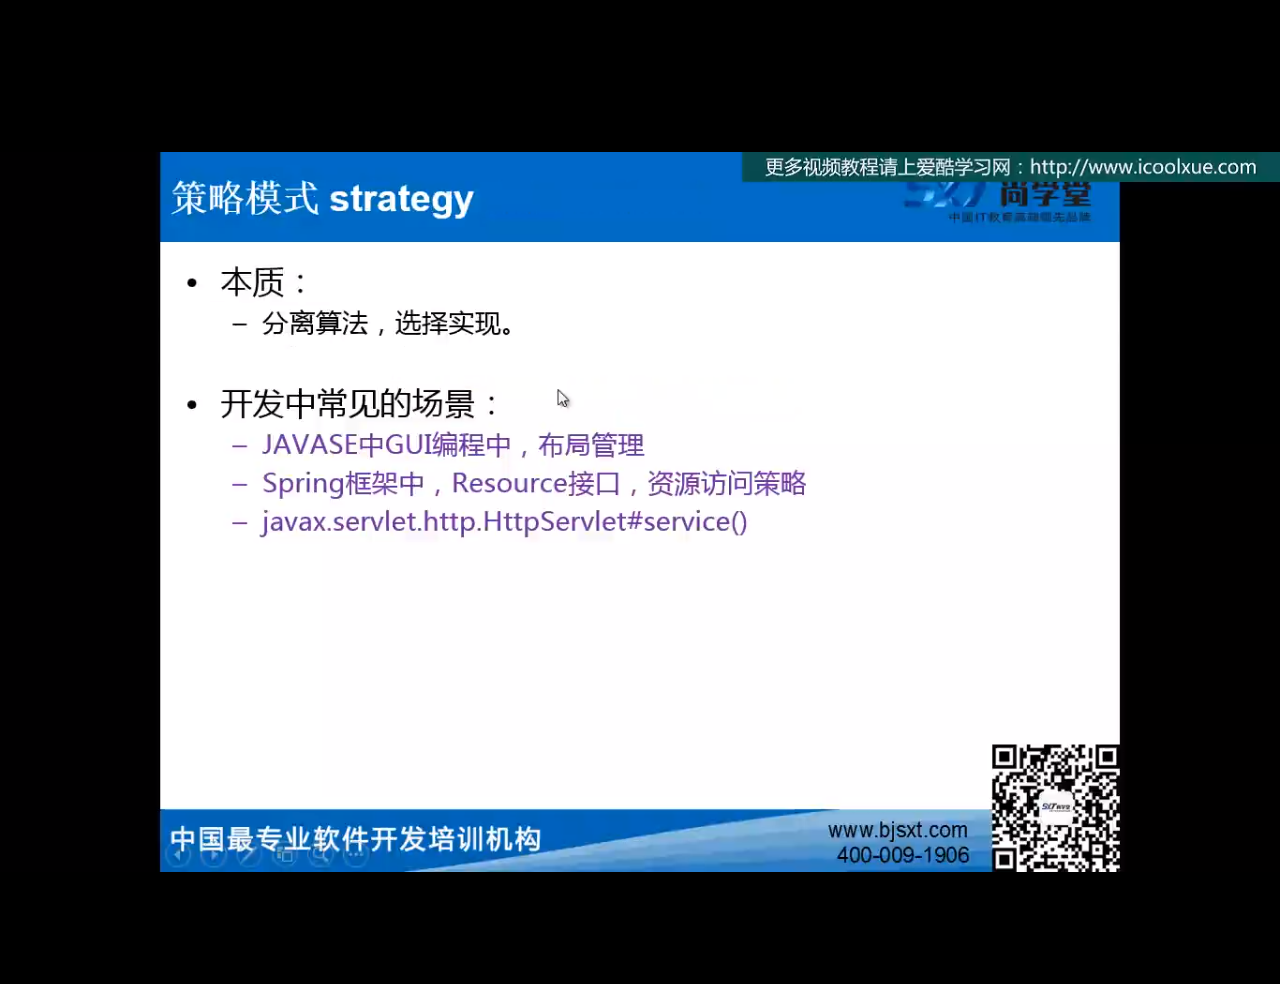 更多视频教程请上爱酷学习网：http://www.icoolxue.com
策略模式 strategy
SXT 尚学堂
中国IT教育高端领先品牌
• 本质：
– 分离算法，选择实现。
• 开发中常见的场景：
– JAVASE中GUI编程中，布局管理
– Spring框架中，Resource接口，资源访问策略
– javax.servlet.http.HttpServlet#service()
中国最专业软件开发培训机构
www.bjsxt.com
400-009-1906